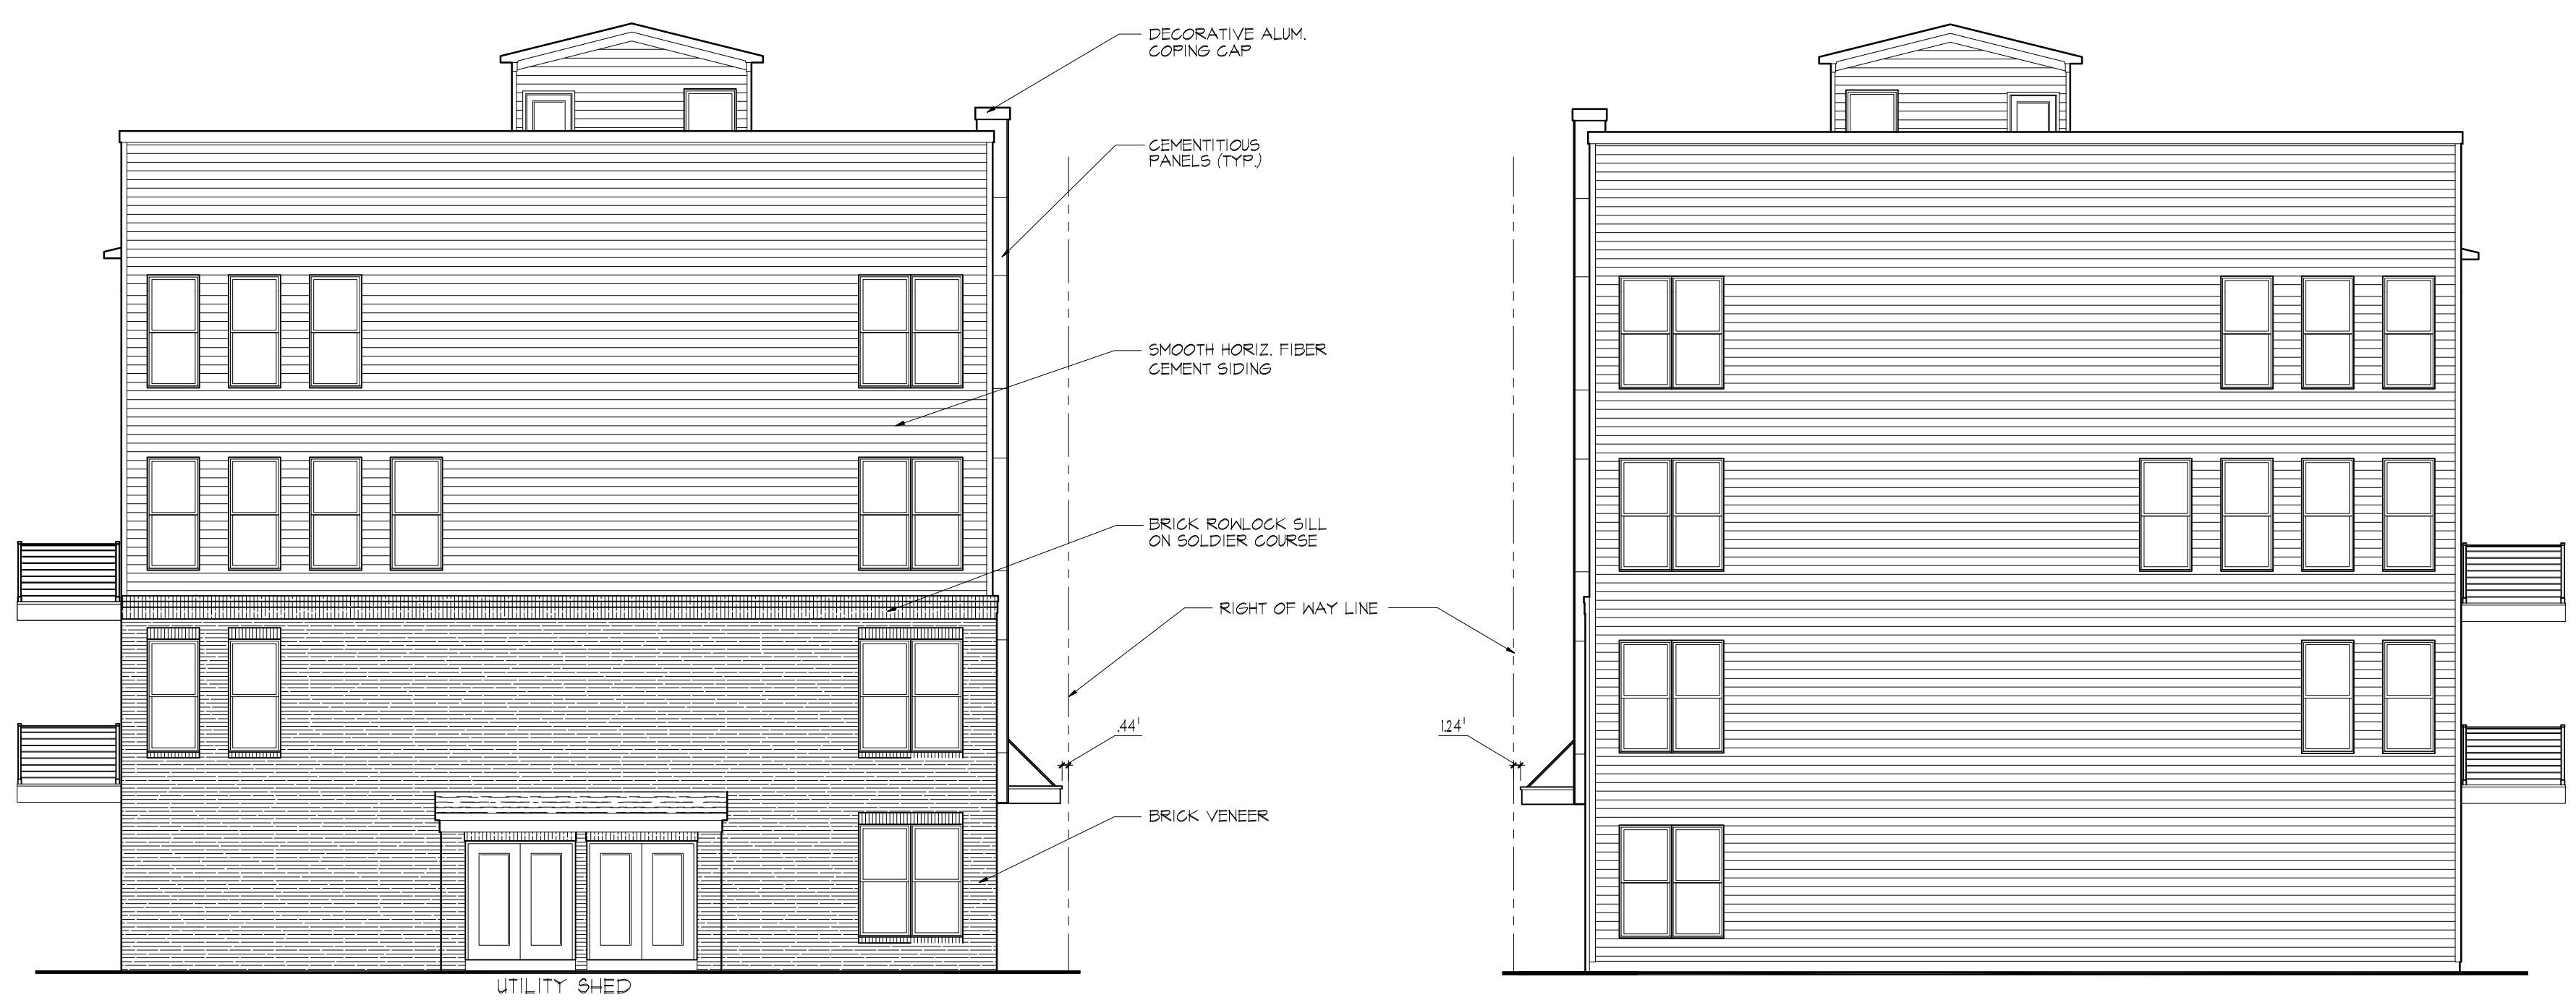 DECORATIVE ALUM.
COPING CAP
CEMENTITIOUS
PANELS (TYP.)
SMOOTH HORIZ. FIBER
CEMENT SIDING
BRICK ROWLOCK SILL
ON SOLDIER COURSE
RIGHT OF WAY LINE
.44'
1.24'
BRICK VENEER
UTILITY SHED